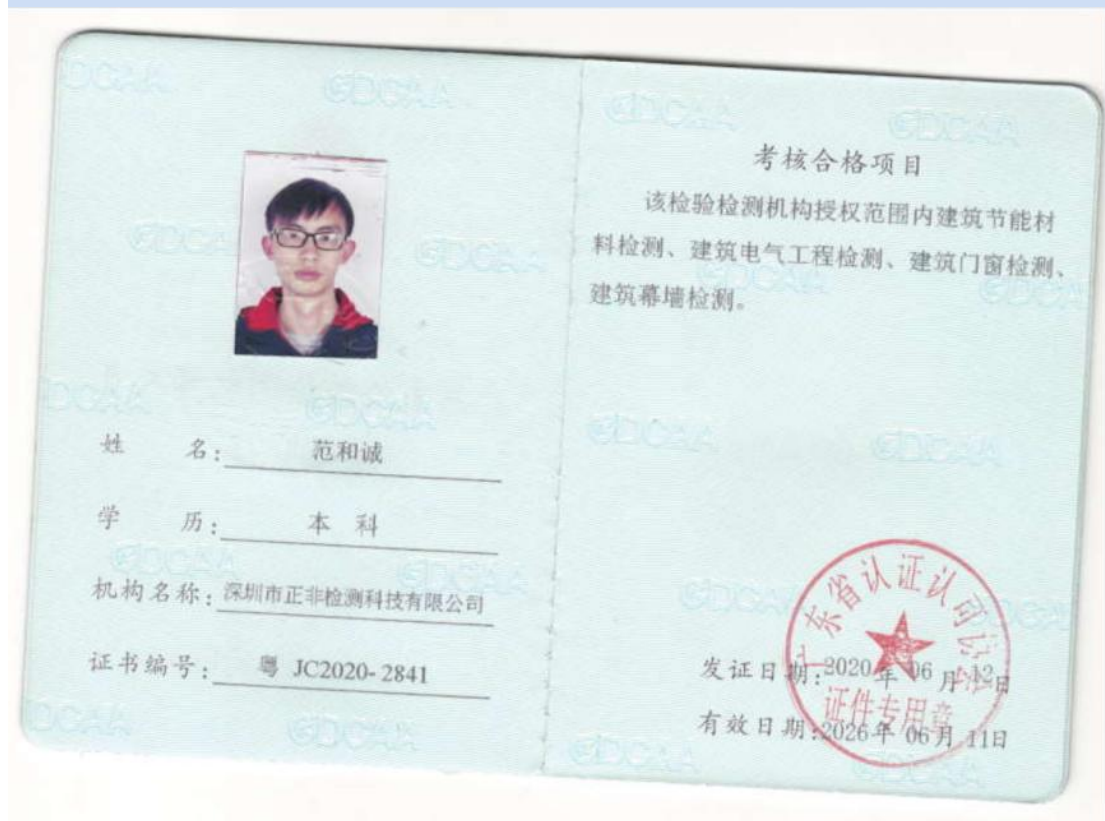 姓 名: 范和诚
学 历: 本 科
机构名称: 深圳市正非检测科技有限公司
证书编号: 粤 JC2020-2841
考核合格项目
该检验检测机构授权范围内建筑节能材
料检测、建筑电气工程检测、建筑门窗检测、
建筑幕墙检测。
广东省认证认可协会
证件专用章
发证日期:2020年 06 月 12日
有效日期:2026年 06月 11日
GDCAA